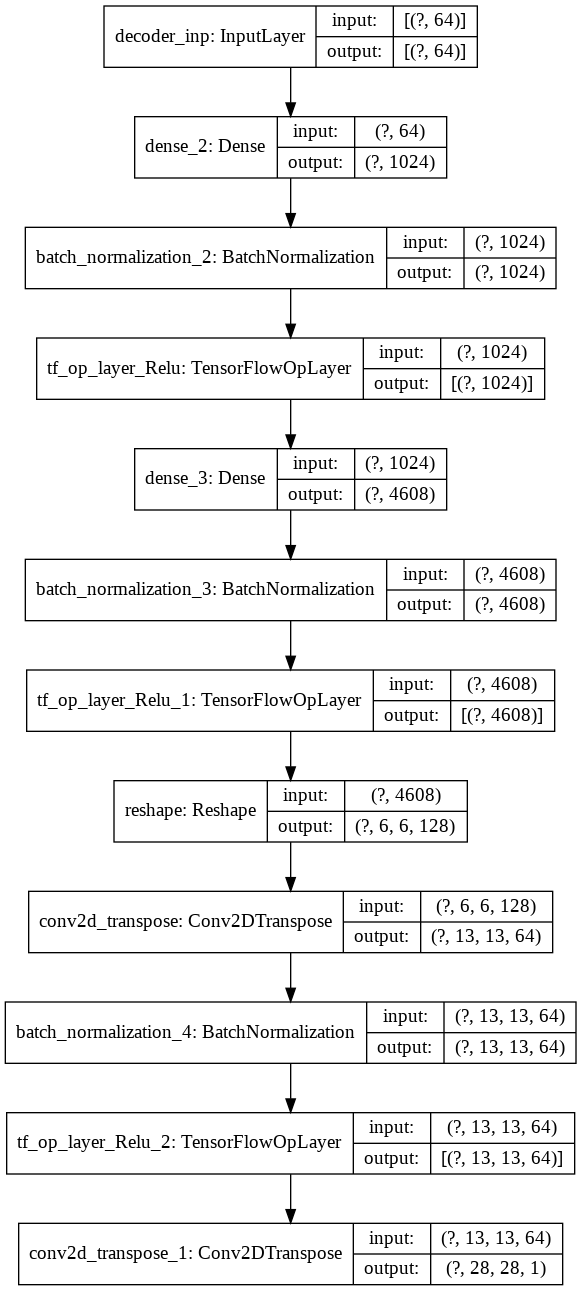 decoder_inp: InputLayer
input: [(?, 64)]
output: [(?, 64)]
dense_2: Dense
input: (?, 64)
output: (?, 1024)
batch_normalization_2: BatchNormalization
input: (?, 1024)
output: (?, 1024)
tf_op_layer_Relu: TensorFlowOpLayer
input: (?, 1024)
output: [(?, 1024)]
dense_3: Dense
input: (?, 1024)
output: (?, 4608)
batch_normalization_3: BatchNormalization
input: (?, 4608)
output: (?, 4608)
tf_op_layer_Relu_1: TensorFlowOpLayer
input: (?, 4608)
output: [(?, 4608)]
reshape: Reshape
input: (?, 4608)
output: (?, 6, 6, 128)
conv2d_transpose: Conv2DTranspose
input: (?, 6, 6, 128)
output: (?, 13, 13, 64)
batch_normalization_4: BatchNormalization
input: (?, 13, 13, 64)
output: (?, 13, 13, 64)
tf_op_layer_Relu_2: TensorFlowOpLayer
input: (?, 13, 13, 64)
output: [(?, 13, 13, 64)]
conv2d_transpose_1: Conv2DTranspose
input: (?, 13, 13, 64)
output: (?, 28, 28, 1)